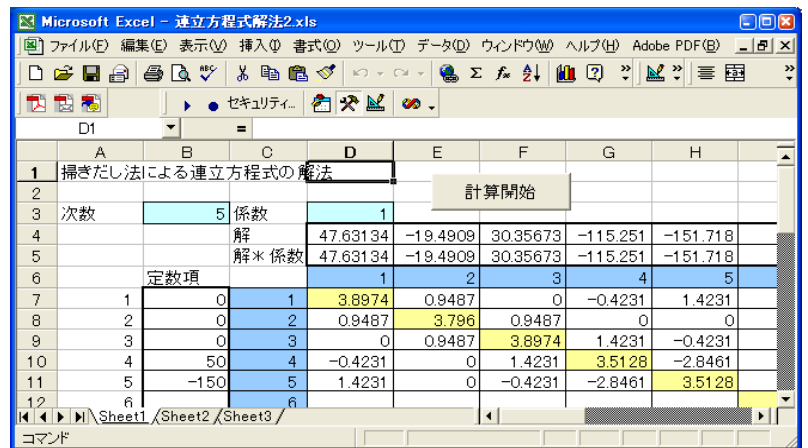 Microsoft Excel - 連立方程式解法2.xls
ファイル(F) 編集(E) 表示(V) 挿入(I) 書式(O) ツール(T) データ(D) ウィンドウ(W) ヘルプ(H) Adobe PDF(B)
セキュリティ...
D1 =
A B C D E F G H
1 掃きだし法による連立方程式の解法
計算開始
2
3 次数 5 係数 1
4 解 47.63134 -19.4909 30.35673 -115.251 -151.718
5 解*係数 47.63134 -19.4909 30.35673 -115.251 -151.718
6 定数項 1 2 3 4 5
7 1 0 1 3.8974 0.9487 0 -0.4231 1.4231
8 2 0 2 0.9487 3.796 0.9487 0 0
9 3 0 3 0 0.9487 3.8974 1.4231 -0.4231
10 4 50 4 -0.4231 0 1.4231 3.5128 -2.8461
11 5 -150 5 1.4231 0 -0.4231 -2.8461 3.5128
12 6 6
Sheet1 Sheet2 Sheet3
コマンド